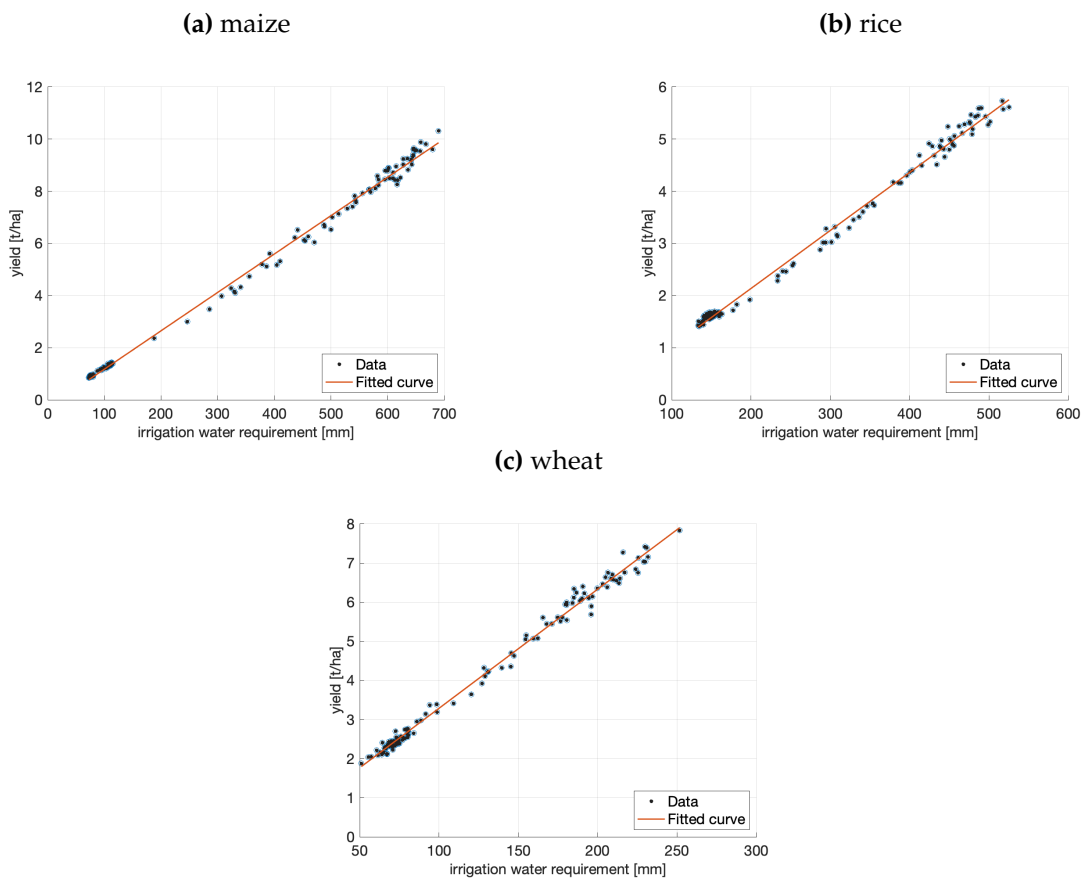 (a) maize
(b) rice
12
10
8
6
4
2
0
yield [t/ha]
Data
Fitted curve
0 100 200 300 400 500 600 700
irrigation water requirement [mm]
6
5
4
3
2
1
0
yield [t/ha]
Data
Fitted curve
100 200 300 400 500 600
irrigation water requirement [mm]
(c) wheat
8
7
6
5
4
3
2
1
0
yield [t/ha]
Data
Fitted curve
50 100 150 200 250 300
irrigation water requirement [mm]